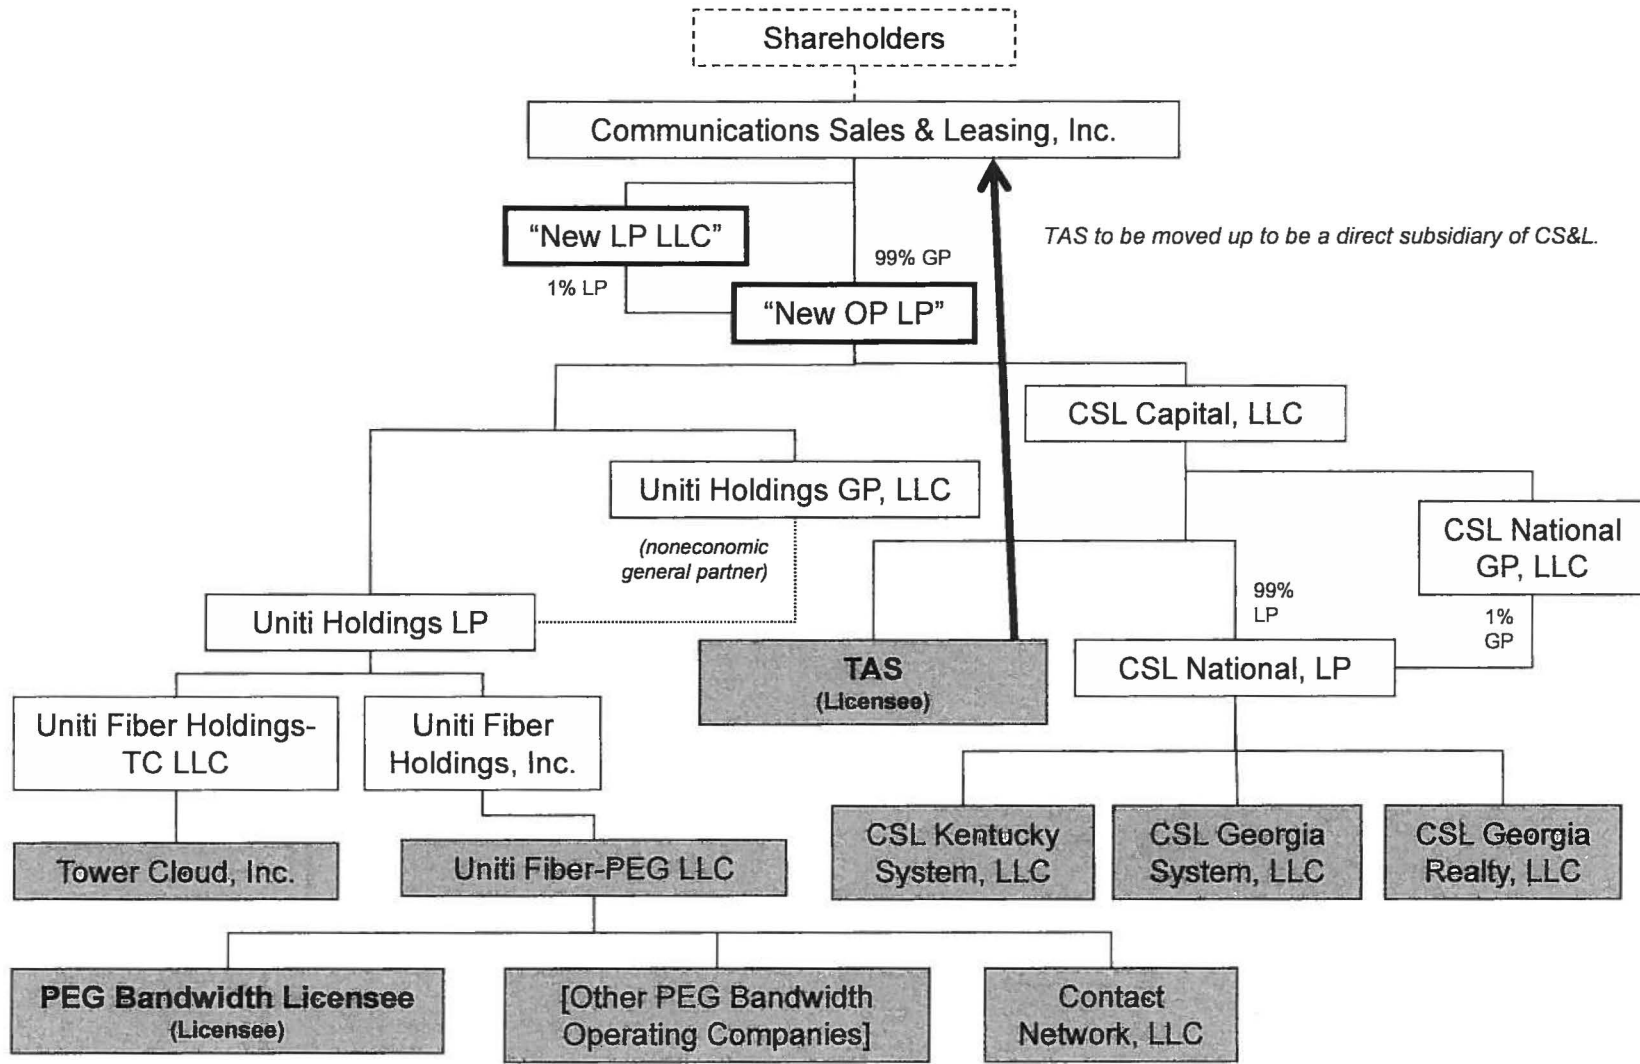 Shareholders
Communications Sales & Leasing, Inc.
“New LP LLC”
TAS to be moved up to be a direct subsidiary of CS&L.
99% GP
1% LP
“New OP LP”
CSL Capital, LLC
Uniti Holdings GP, LLC
(noneconomic
general partner)
CSL National
GP, LLC
99%
LP
1%
GP
Uniti Holdings LP
TAS
(Licensee)
CSL National, LP
Uniti Fiber Holdings-
TC LLC
Uniti Fiber
Holdings, Inc.
Tower Cloud, Inc.
Uniti Fiber-PEG LLC
CSL Kentucky
System, LLC
CSL Georgia
System, LLC
CSL Georgia
Realty, LLC
PEG Bandwidth Licensee
(Licensee)
[Other PEG Bandwidth
Operating Companies]
Contact
Network, LLC